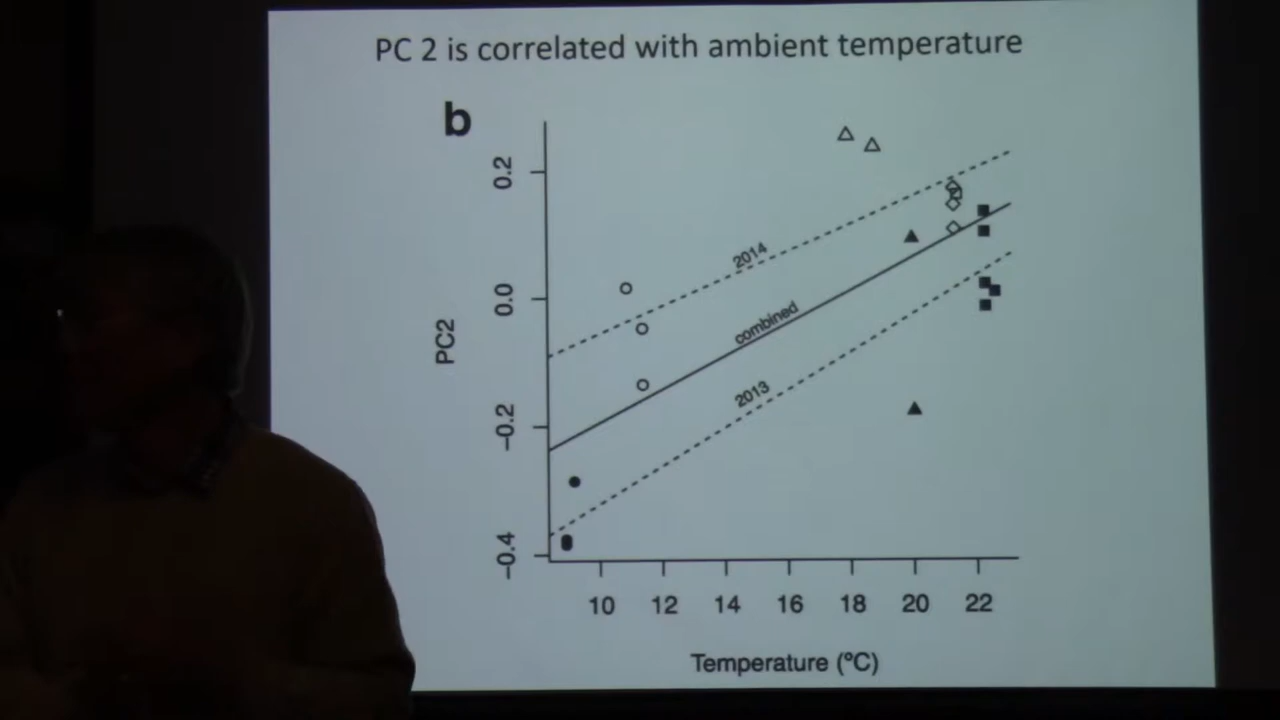 PC 2 is correlated with ambient temperature
b
0.2
0.0
−0.2
−0.4
PC2
2014
combined
2013
10 12 14 16 18 20 22
Temperature (°C)